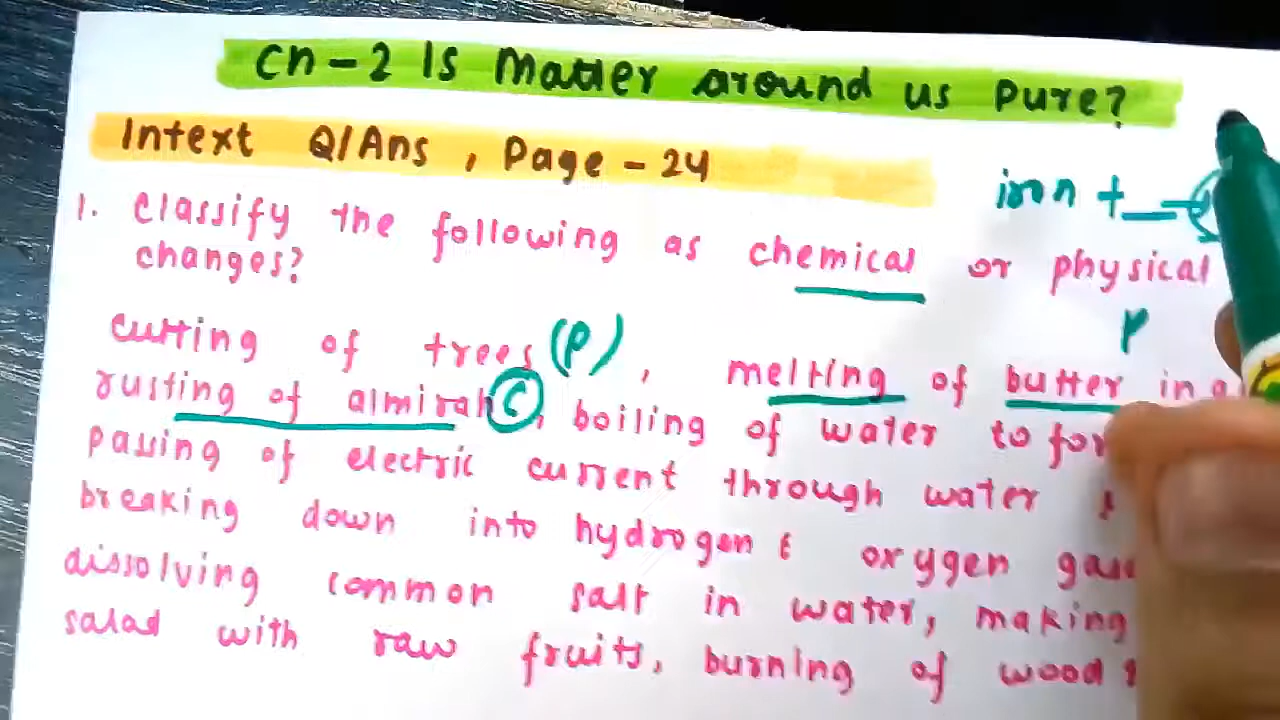 Ch-2 Is Matter around us Pure?
Intext Q/Ans, Page-24
iron +
1. Classify the following as chemical or physical
changes?
P
cutting of trees (P), melting of butter in a
rusting of almirah C, boiling of water to for
passing of electric current through water &
breaking down into hydrogen & oxygen gas
dissolving common salt in water, making
salad with raw fruits, burning of wood